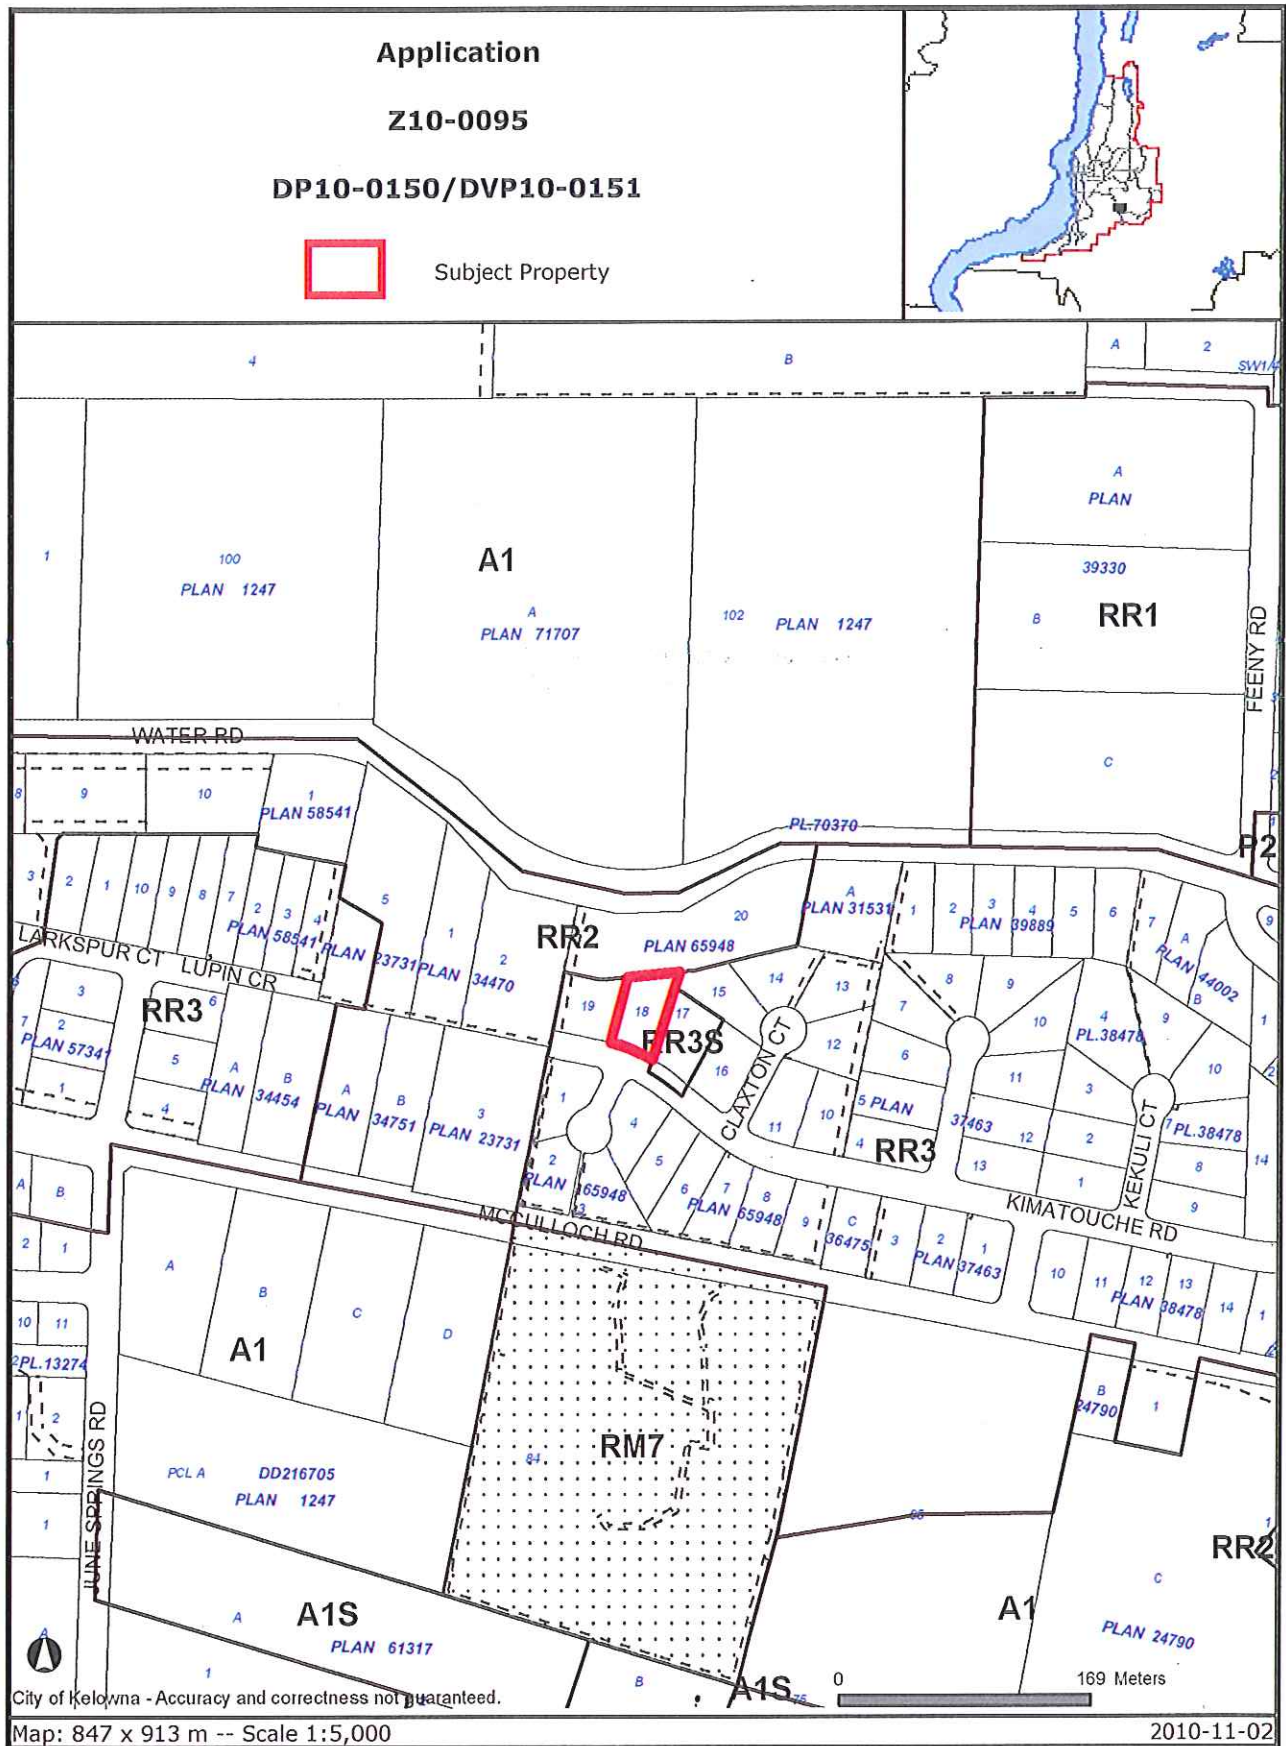 Application
Z10-0095
DP10-0150/DVP10-0151
Subject Property
4
B
A
2
SW1/4
A
PLAN
1
100
PLAN 1247
A1
A
PLAN 71707
102
PLAN 1247
39330
B
RR1
FEENY RD
C
WATER RD
8
9
10
1
PLAN 58541
PL.70370
P2
3
2
1
10
9
8
7
2
3
4
PLAN 58541
5
PLAN 23731
1
PLAN 34470
2
RR2
20
PLAN 65948
A
PLAN 31531
1
2
3
4
5
6
PLAN 39889
7
A
PLAN 44002
B
9
LARKSPUR CT
LUPIN CR
RR3
3
2
PLAN 57341
1
7
6
5
4
A
PLAN 34454
B
A
PLAN 34751
B
3
PLAN 23731
19
18
17
RR3S
15
14
13
16
12
11
10
CLAXTON CT
7
6
5 PLAN
37463
4
RR3
8
9
10
11
12
13
4
PL.38478
3
2
1
9
10
KEKULI CT
7
PL.38478
8
9
14
1
2
1
2
PLAN 65948
3
4
5
6
7
8
9
PLAN 65948
C
36475
3
2
1
PLAN 37463
KIMATOUCHE RD
10
11
12
13
14
1
PLAN 38478
MCCULLOCH RD
A
B
2
1
10
11
2
PL.13274
1
2
1
1
A
B
C
D
A1
JUNE SPRINGS RD
PCL A
DD216705
PLAN 1247
84
RM7
B
24790
1
RR2
1
C
PLAN 24790
A1
A
A1S
PLAN 61317
1
B
A1S
76
A
0
169 Meters
City of Kelowna - Accuracy and correctness not guaranteed.
Map: 847 x 913 m -- Scale 1:5,000
2010-11-02